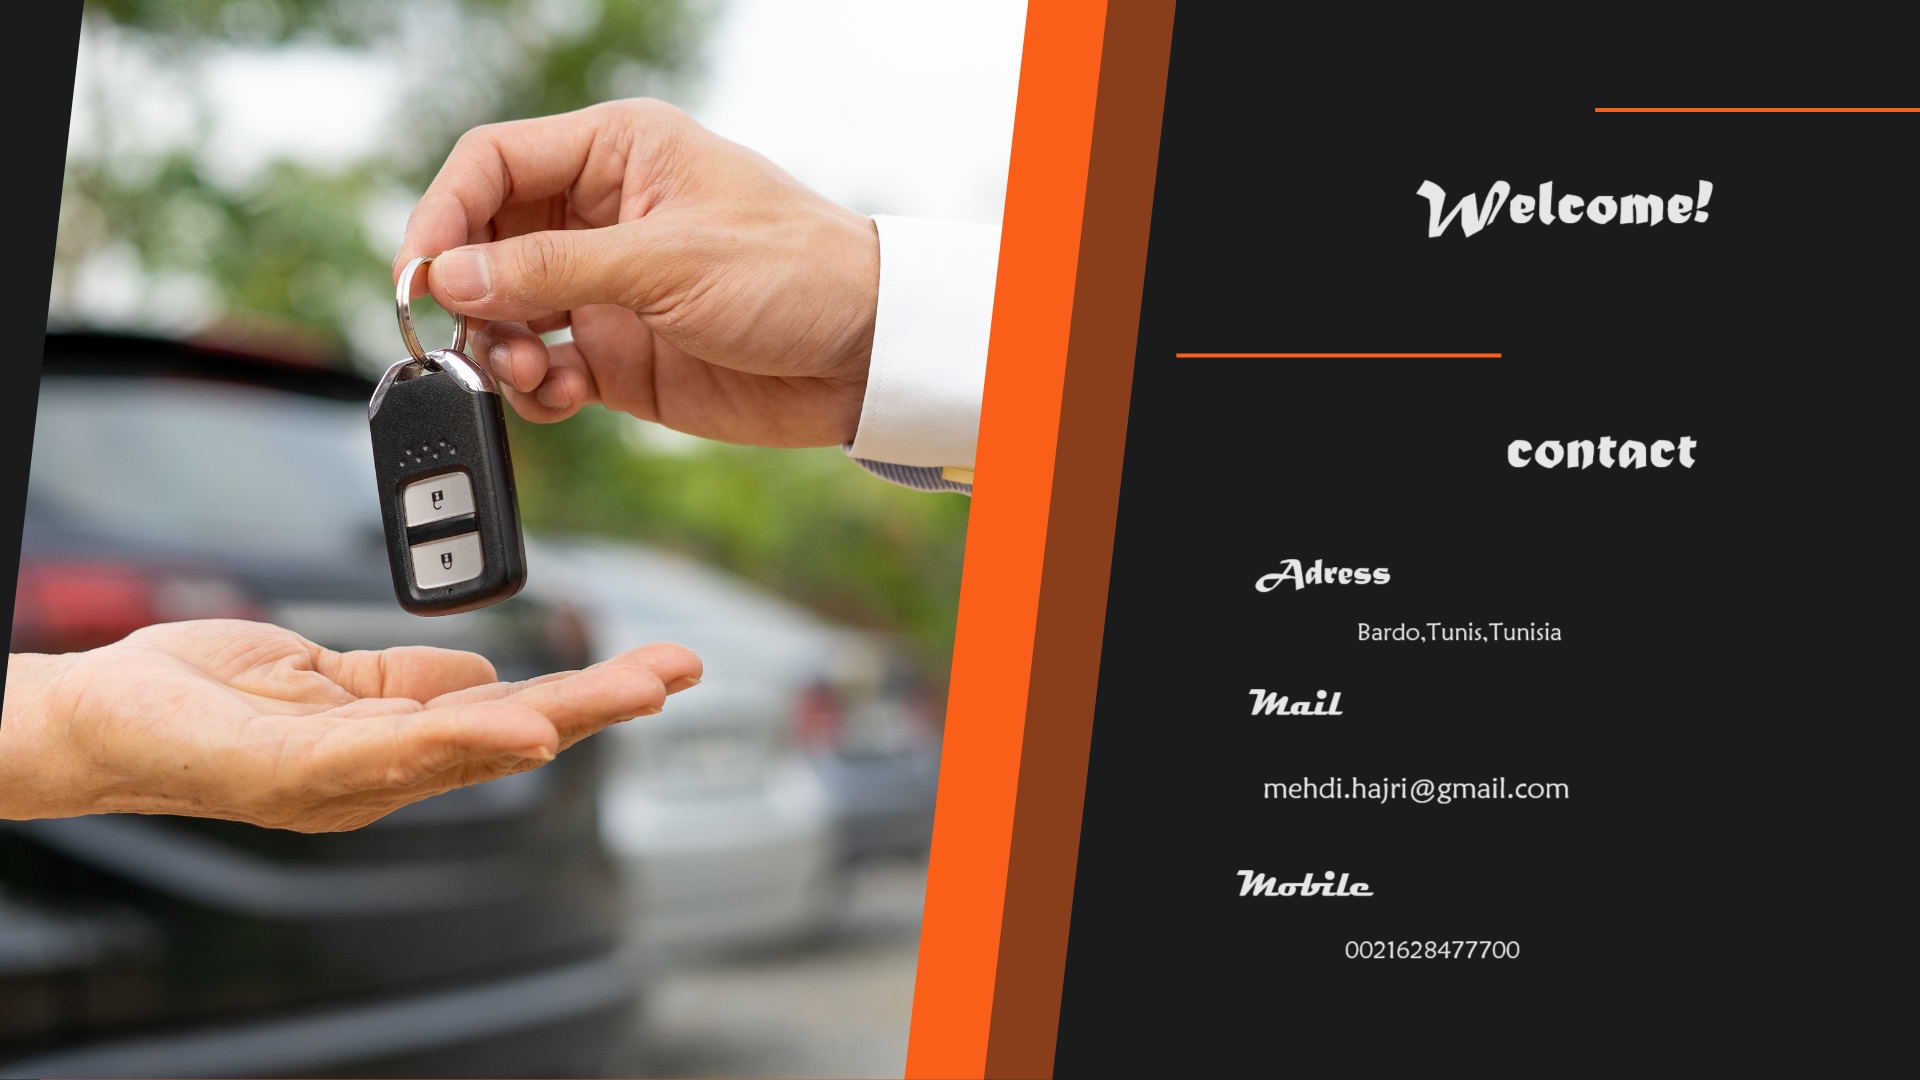 Welcome!
contact
Adress
Bardo,Tunis,Tunisia
Mail
mehdi.hajri@gmail.com
Mobile
0021628477700